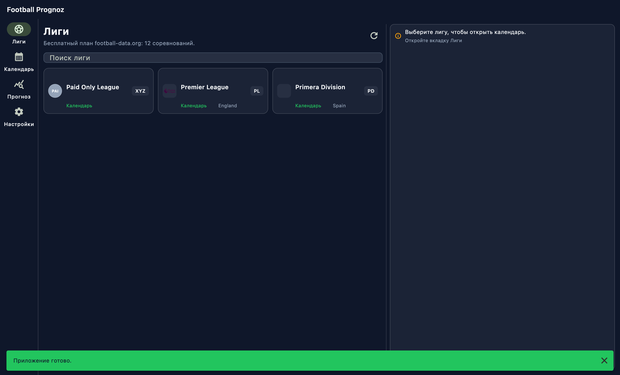 Football Prognoz
Лиги
Календарь
Прогноз
Настройки
Лиги
Бесплатный план football-data.org: 12 соревнований.
Поиск лиги
Paid Only League
XYZ
Календарь
Premier League
PL
Календарь England
Primera Division
PD
Календарь Spain
Выберите лигу, чтобы открыть календарь.
Откройте вкладку Лиги
Приложение готово.